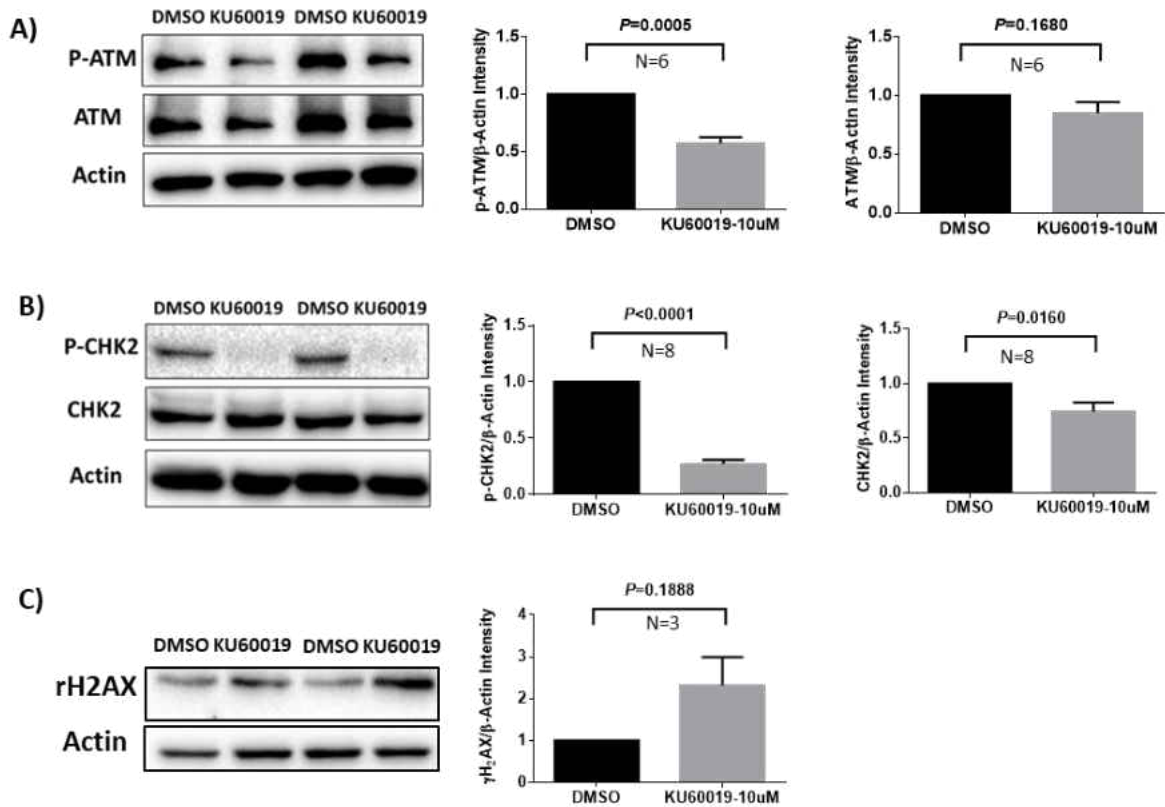 A)
DMSO KU60019 DMSO KU60019
P-ATM
ATM
Actin
P=0.0005
N=6
p-ATM/β-Actin Intensity
1.5
1.0
0.5
0.0
DMSO
KU60019-10uM
P=0.1680
N=6
ATM/β-Actin Intensity
1.5
1.0
0.5
0.0
DMSO
KU60019-10uM
B)
DMSO KU60019 DMSO KU60019
P-CHK2
CHK2
Actin
P<0.0001
N=8
p-CHK2/β-Actin Intensity
1.5
1.0
0.5
0.0
DMSO
KU60019-10uM
P=0.0160
N=8
CHK2/β-Actin Intensity
1.5
1.0
0.5
0.0
DMSO
KU60019-10uM
C)
DMSO KU60019 DMSO KU60019
rH2AX
Actin
P=0.1888
N=3
γH₂AX/β-Actin Intensity
4
3
2
1
0
DMSO
KU60019-10uM